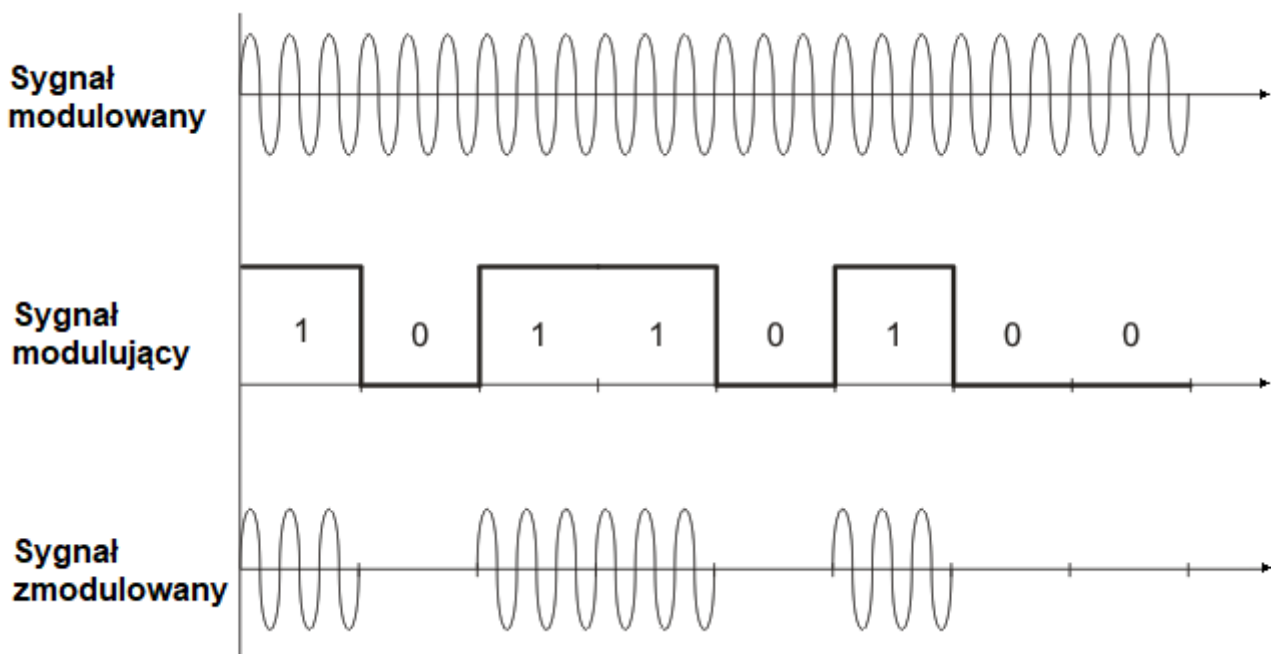 Sygnał
modulowany
Sygnał
modulujący
1 0 1 1 0 1 0 0
Sygnał
zmodulowany